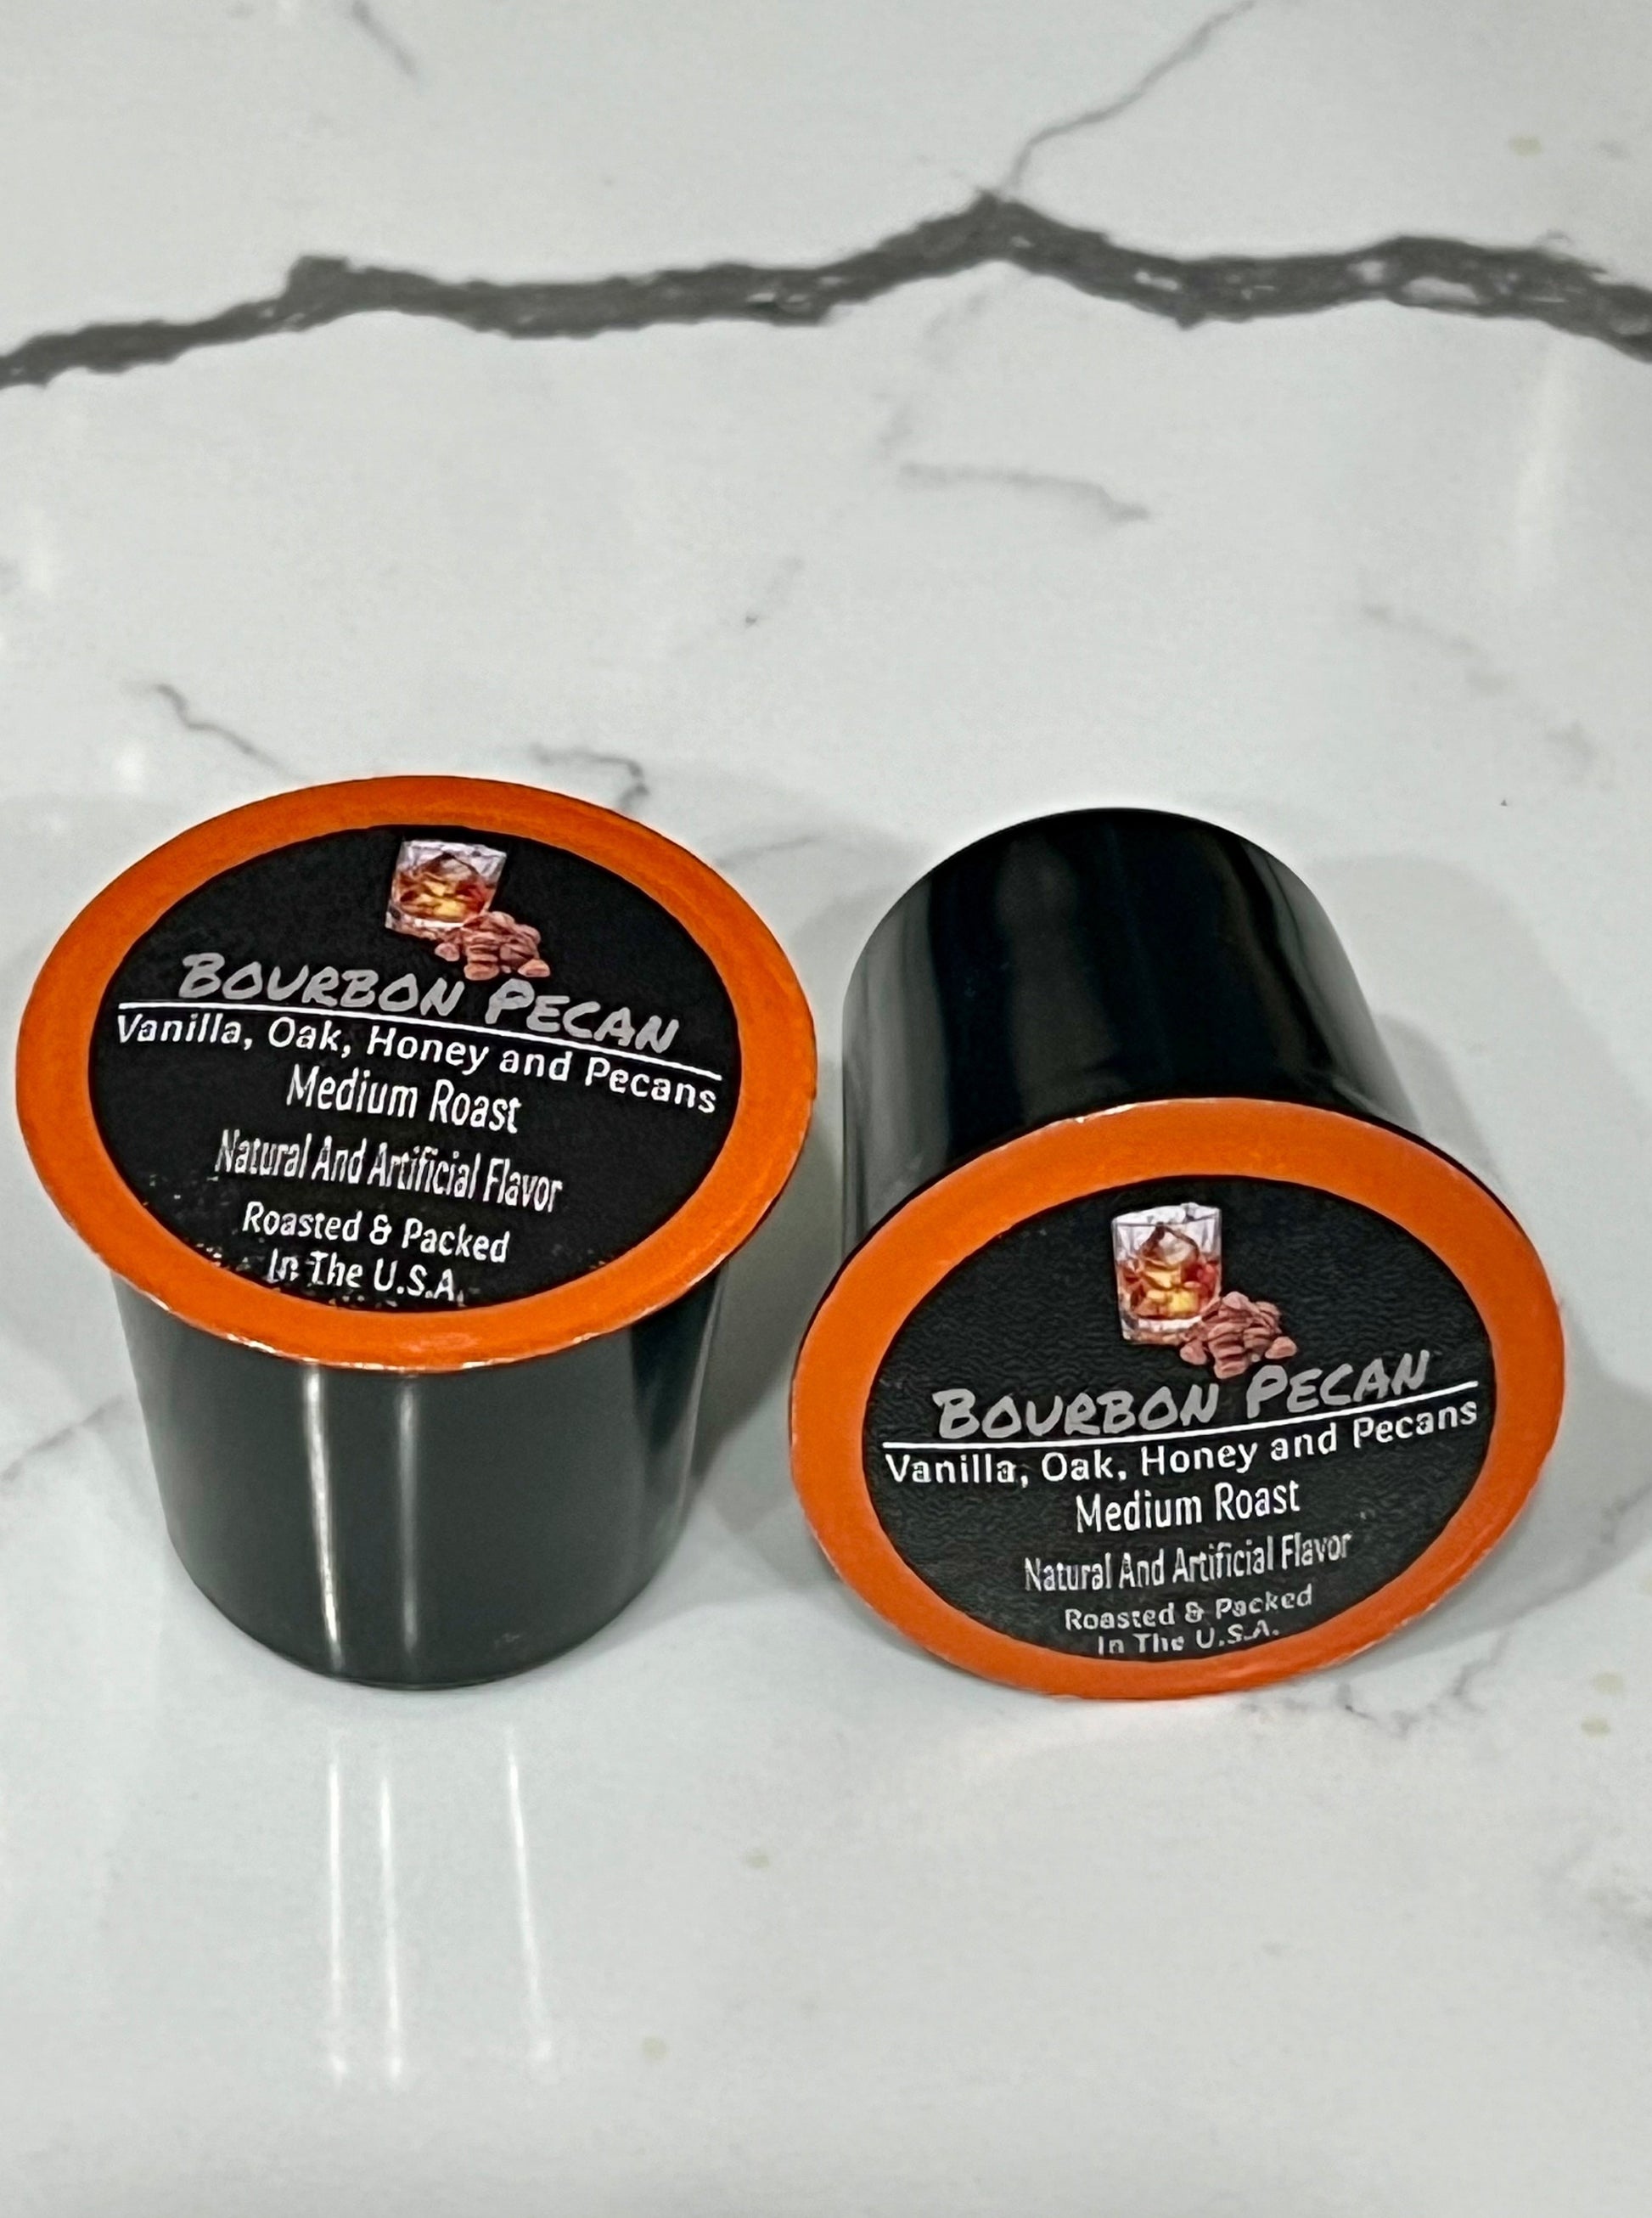 Bourbon Pecan
Vanilla, Oak, Honey and Pecans
Medium Roast
Natural And Artificial Flavor
Roasted & Packed
In The U.S.A.
Bourbon Pecan
Vanilla, Oak, Honey and Pecans
Medium Roast
Natural And Artificial Flavor
Roasted & Packed
In The U.S.A.